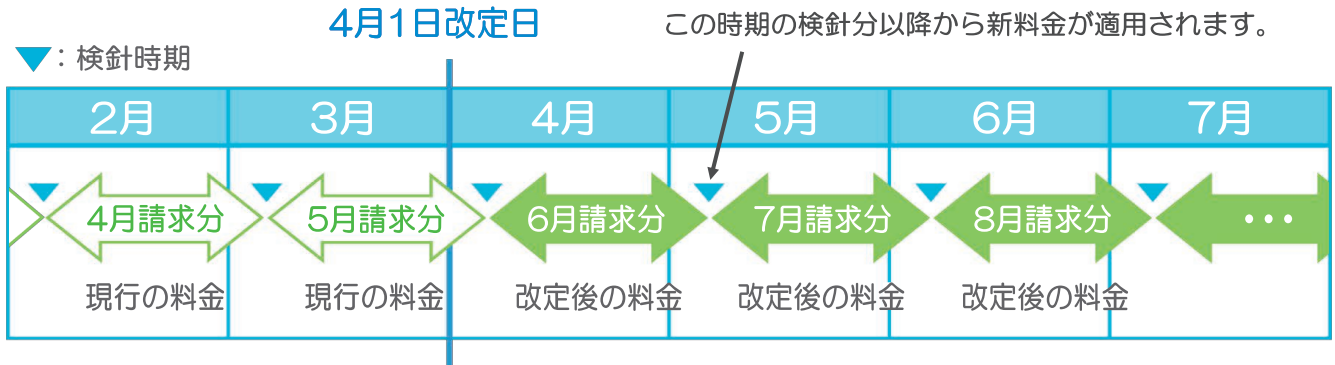 4月1日改定日
この時期の検針分以降から新料金が適用されます。
▼：検針時期
2月 3月 4月 5月 6月 7月
4月請求分 5月請求分 6月請求分 7月請求分 8月請求分 ・・・
現行の料金 現行の料金 改定後の料金 改定後の料金 改定後の料金